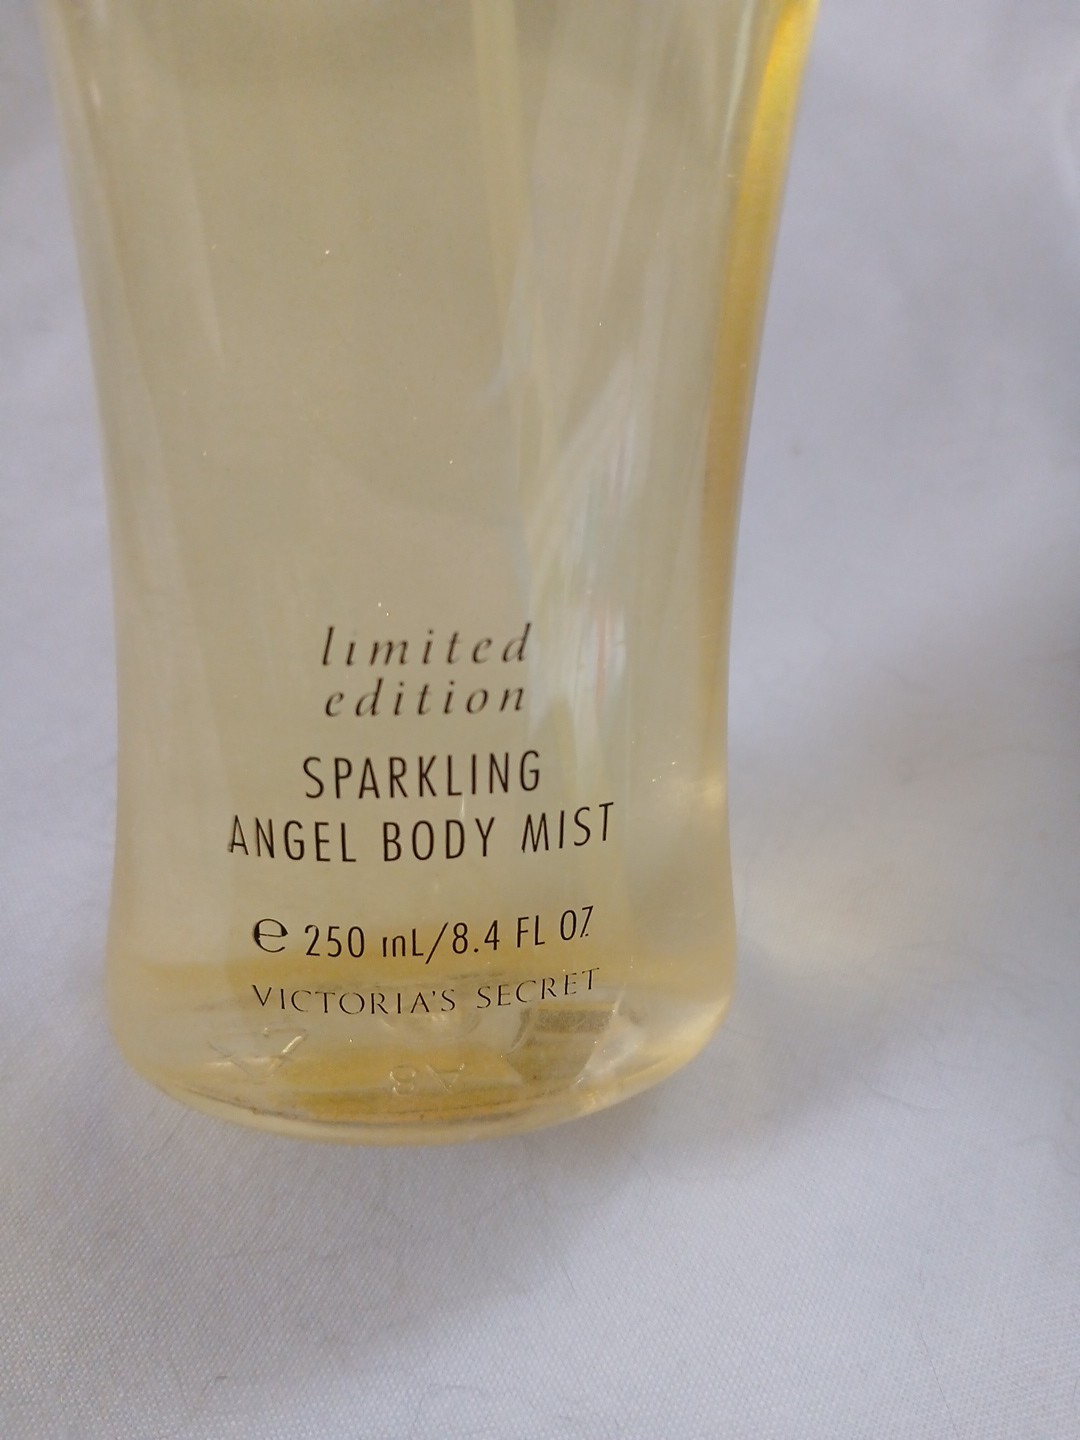 limited
edition
SPARKLING
ANGEL BODY MIST
℮ 250 mL/8.4 FL OZ
VICTORIA'S SECRET